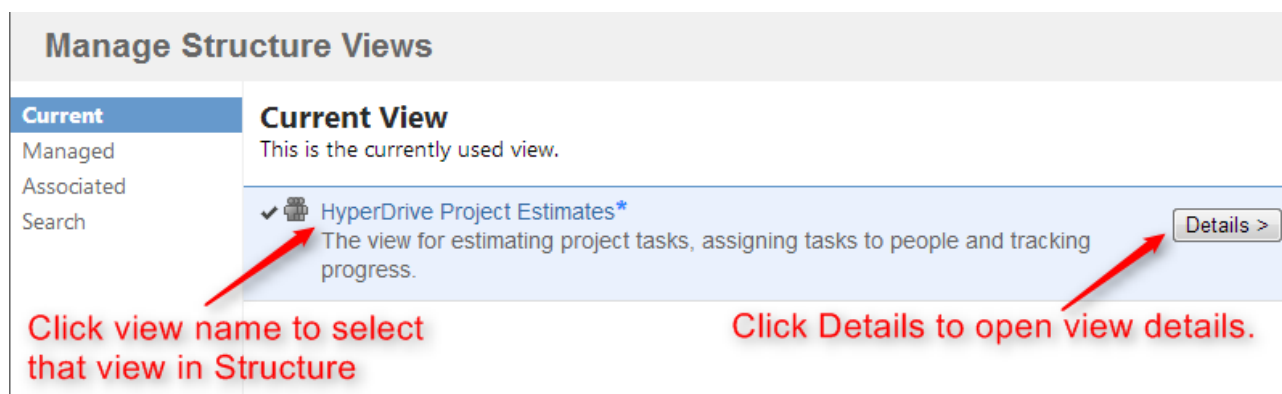 Manage Structure Views
Current
Managed
Associated
Search
Current View
This is the currently used view.
HyperDrive Project Estimates*
The view for estimating project tasks, assigning tasks to people and tracking
progress.
Details >
Click view name to select
that view in Structure
Click Details to open view details.